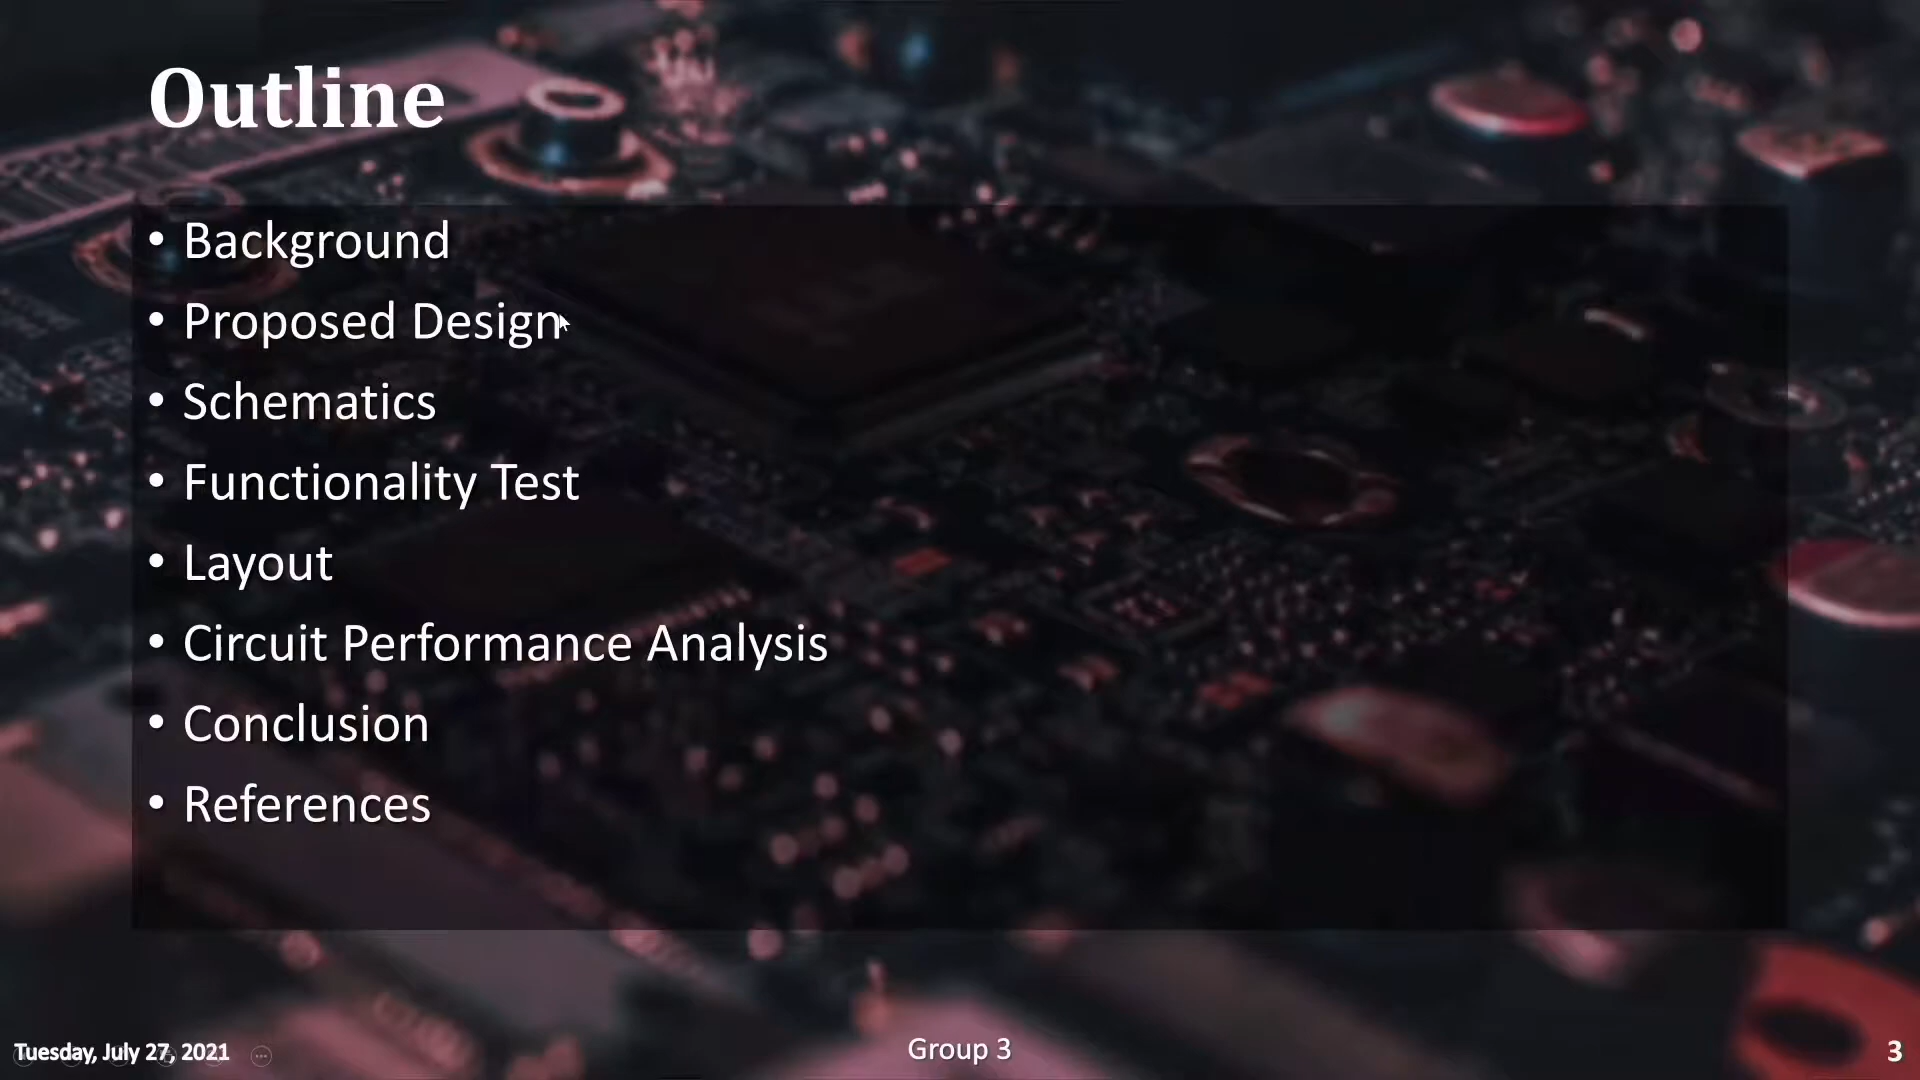 Outline
• Background
• Proposed Design
• Schematics
• Functionality Test
• Layout
• Circuit Performance Analysis
• Conclusion
• References
Tuesday, July 27, 2021
Group 3
3